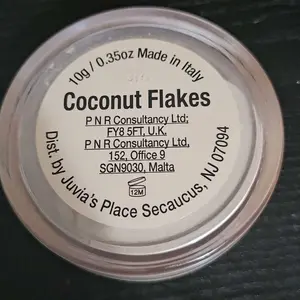 10g / 0.35oz Made in Italy
Coconut Flakes
P N R Consultancy Ltd;
FY8 5FT, U.K.
P N R Consultancy Ltd,
152, Office 9
SGN9030, Malta
12M
Dist. by Juvia's Place Secaucus, NJ 07094